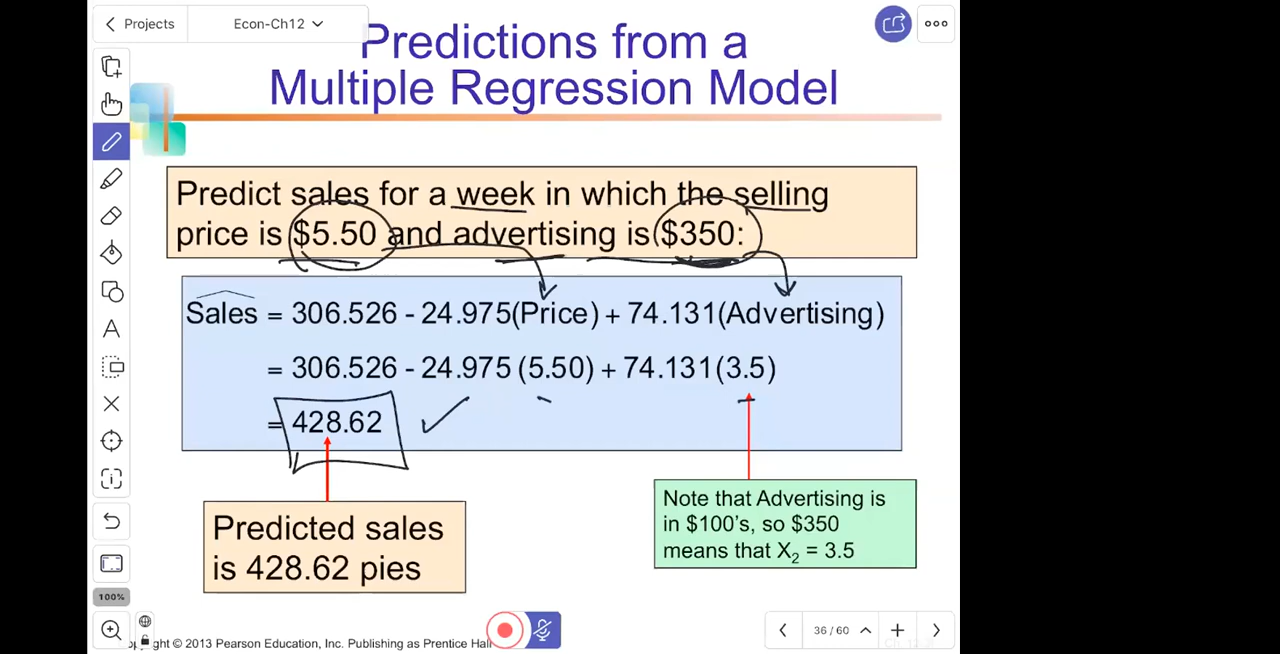 Projects
Econ-Ch12
Predictions from a
Multiple Regression Model
Predict sales for a week in which the selling
price is $5.50 and advertising is $350:
Sales = 306.526 - 24.975(Price) + 74.131(Advertising)
= 306.526 - 24.975 (5.50) + 74.131(3.5)
= 428.62
Predicted sales
is 428.62 pies
Note that Advertising is
in $100's, so $350
means that X₂ = 3.5
A
100%
36 / 60
ght © 2013 Pearson Education, Inc. Publishing as Prentice Hall